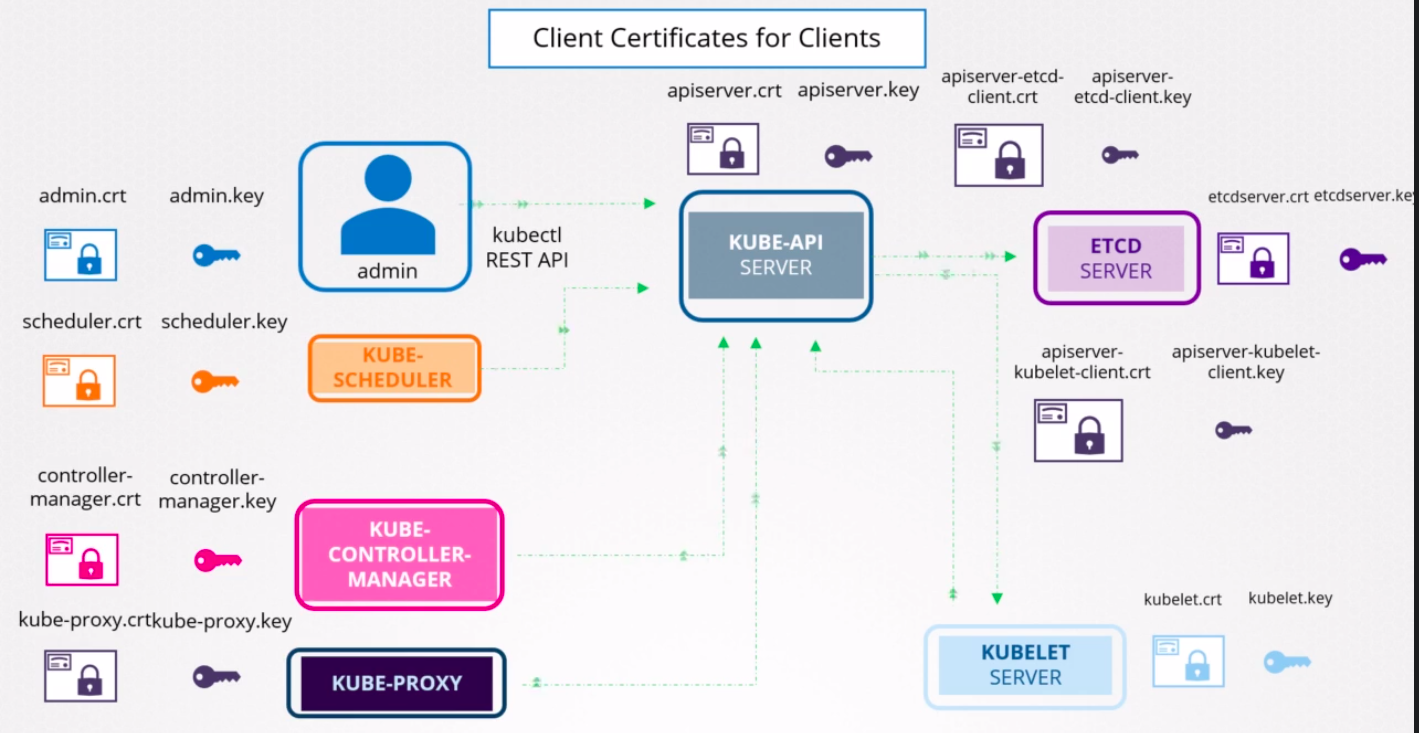 Client Certificates for Clients
apiserver.crt
apiserver.key
apiserver-etcd-
client.crt
apiserver-
etcd-client.key
admin.crt
admin.key
admin
kubectl
REST API
KUBE-API
SERVER
ETCD
SERVER
etcdserver.crt
etcdserver.key
scheduler.crt
scheduler.key
KUBE-
SCHEDULER
apiserver-
kubelet-client.crt
apiserver-kubelet-
client.key
controller-
manager.crt
controller-
manager.key
KUBE-
CONTROLLER-
MANAGER
kube-proxy.crt
kube-proxy.key
KUBE-PROXY
KUBELET
SERVER
kubelet.crt
kubelet.key